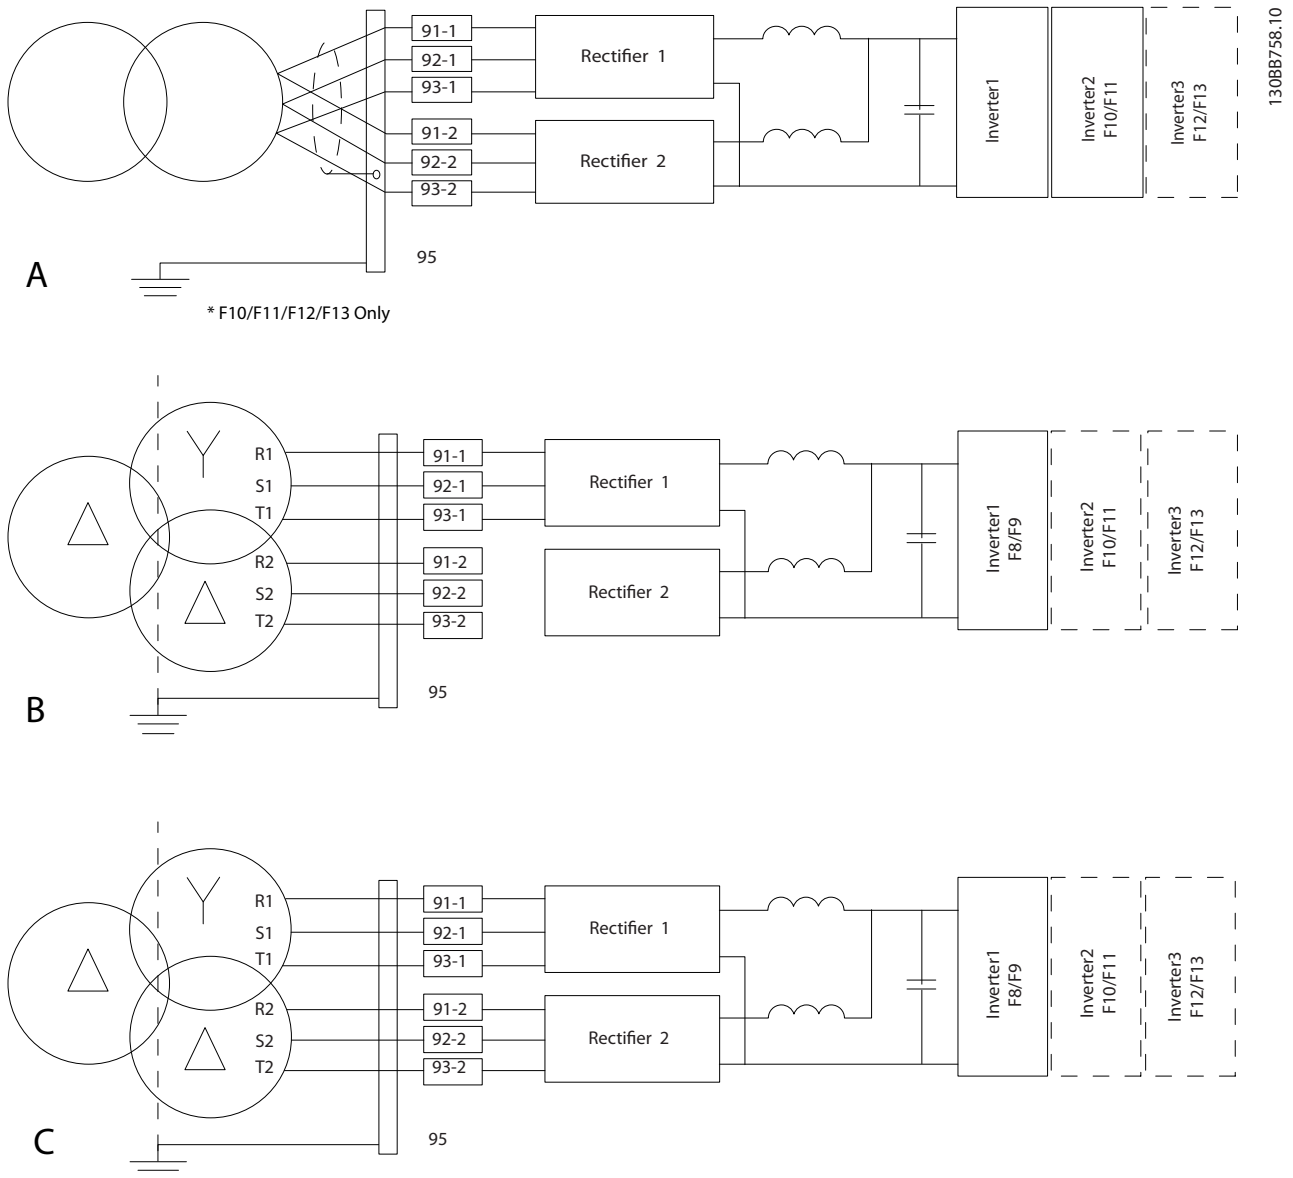 91-1
92-1
93-1
91-2
92-2
93-2
Rectifier 1
Rectifier 2
Inverter1
Inverter2
F10/F11
Inverter3
F12/F13
130BB758.10
95
A
* F10/F11/F12/F13 Only
R1
S1
T1
R2
S2
T2
91-1
92-1
93-1
91-2
92-2
93-2
Rectifier 1
Rectifier 2
Inverter1
F8/F9
Inverter2
F10/F11
Inverter3
F12/F13
95
B
R1
S1
T1
R2
S2
T2
91-1
92-1
93-1
91-2
92-2
93-2
Rectifier 1
Rectifier 2
Inverter1
F8/F9
Inverter2
F10/F11
Inverter3
F12/F13
95
C